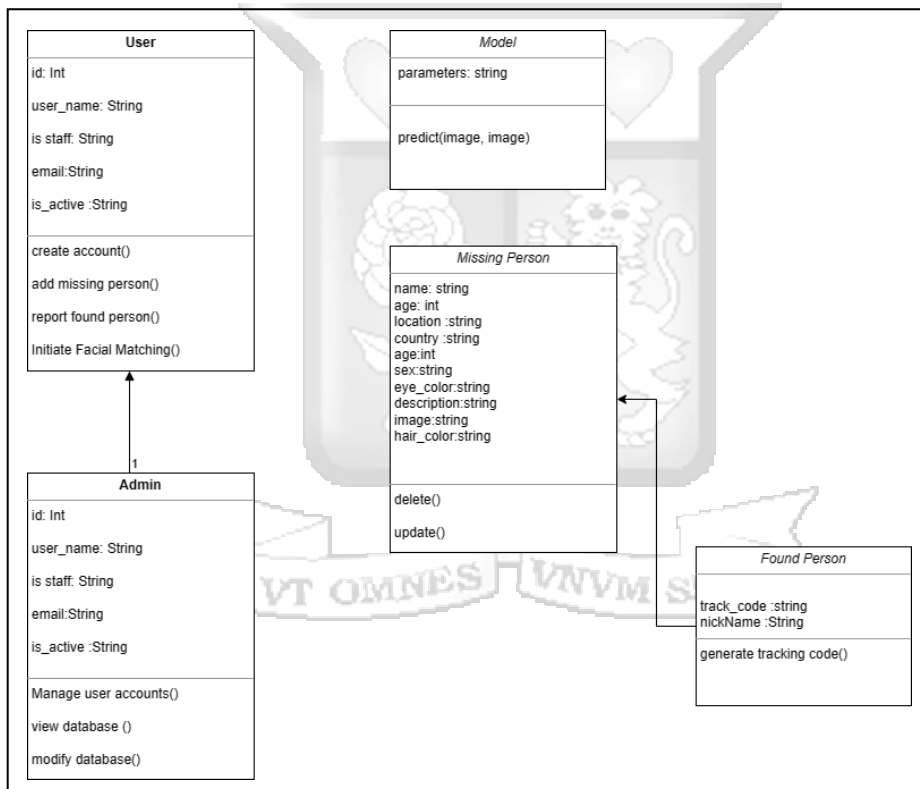 User
id: Int
user_name: String
is staff: String
email:String
is_active :String
create account()
add missing person()
report found person()
Initiate Facial Matching()
1
Admin
id: Int
user_name: String
is staff: String
email:String
is_active :String
Manage user accounts()
view database ()
modify database()
Model
parameters: string
predict(image, image)
Missing Person
name: string
age: int
location :string
country :string
age:int
sex:string
eye_color:string
description:string
image:string
hair_color:string
delete()
update()
Found Person
track_code :string
nickName :String
generate tracking code()
VT OMNES VNVM S